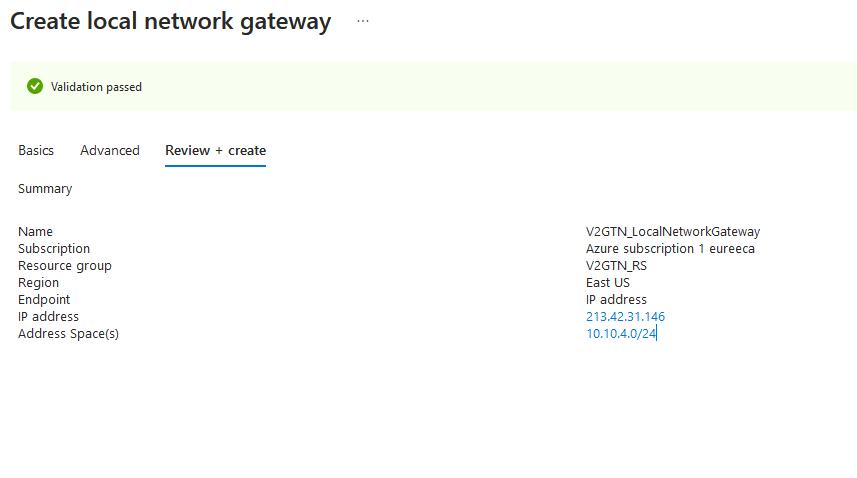 Create local network gateway ...
Validation passed
Basics Advanced Review + create
Summary
Name V2GTN_LocalNetworkGateway
Subscription Azure subscription 1 eureeca
Resource group V2GTN_RS
Region East US
Endpoint IP address
IP address 213.42.31.146
Address Space(s) 10.10.4.0/24